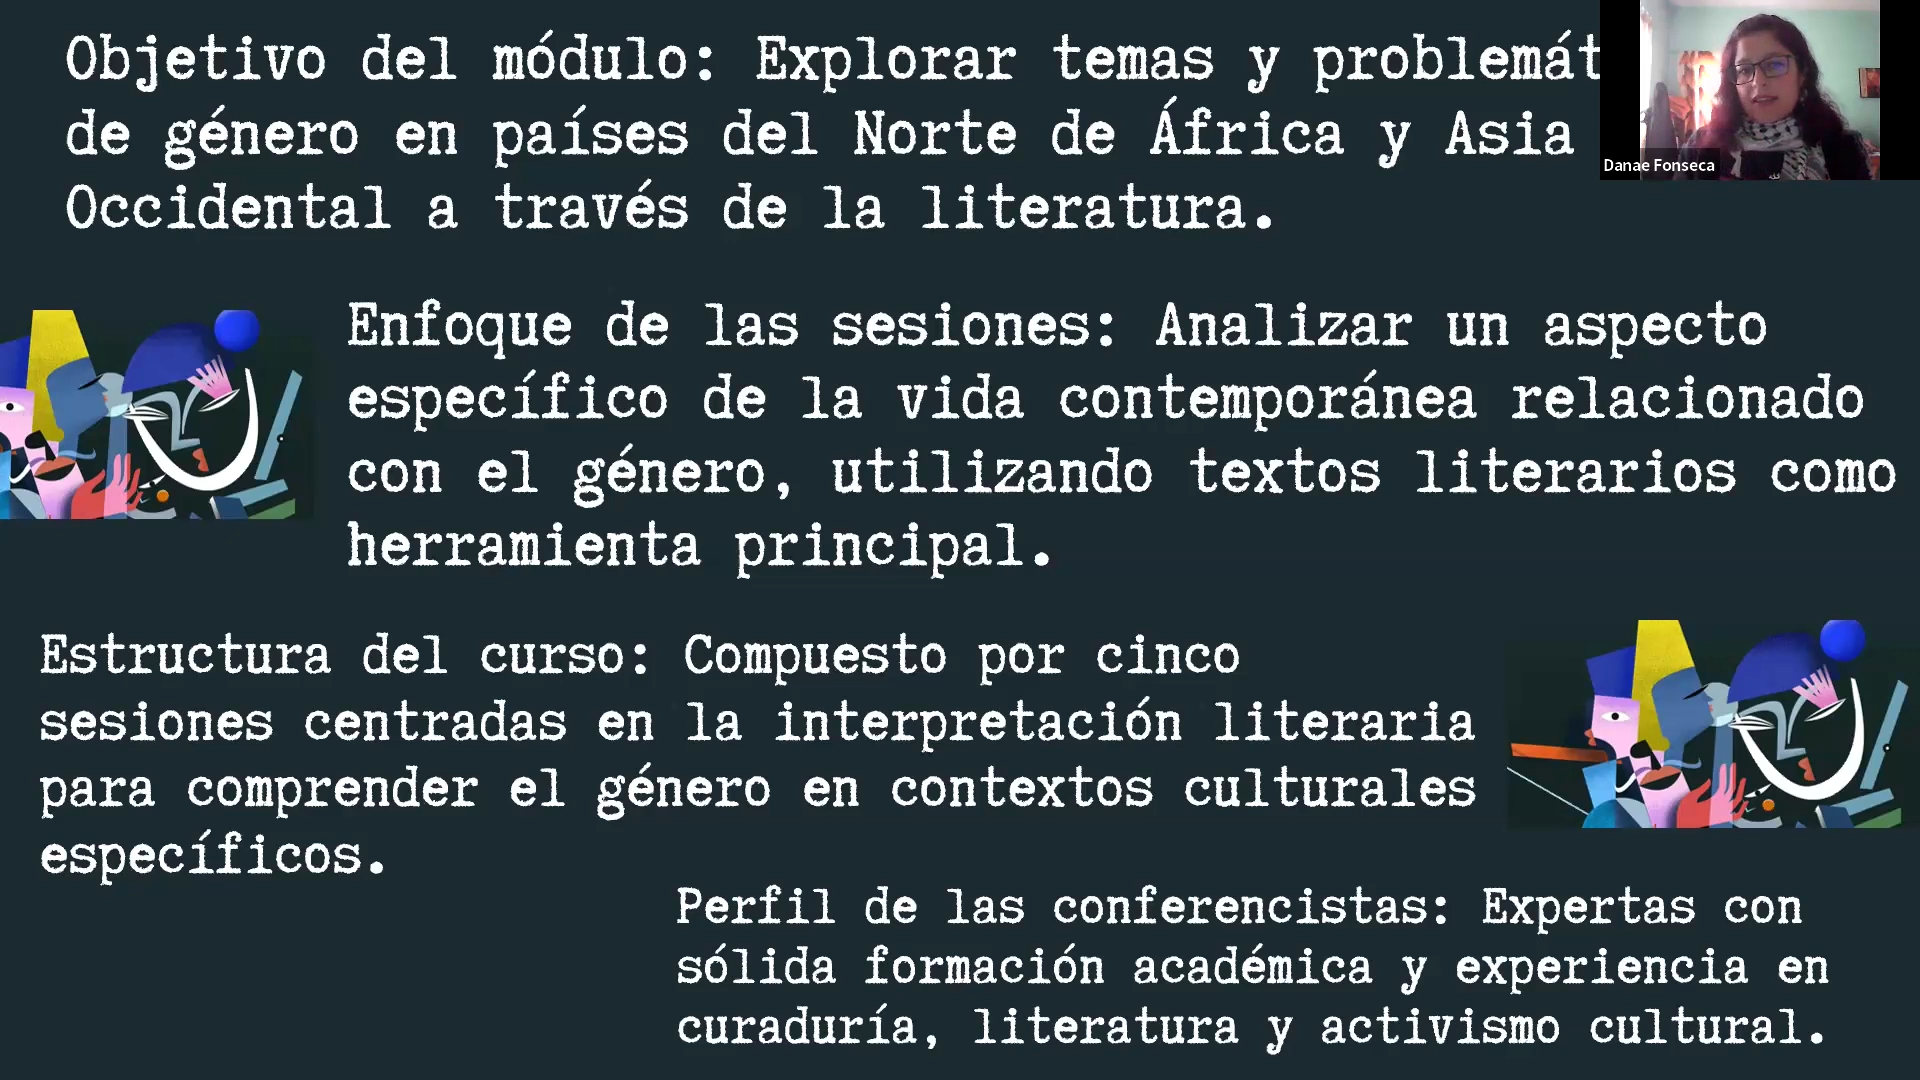 Objetivo del módulo: Explorar temas y problemát
de género en países del Norte de África y Asia
Occidental a través de la literatura.
Danae Fonseca
Enfoque de las sesiones: Analizar un aspecto
específico de la vida contemporánea relacionado
con el género, utilizando textos literarios como
herramienta principal.
Estructura del curso: Compuesto por cinco
sesiones centradas en la interpretación literaria
para comprender el género en contextos culturales
específicos.
Perfil de las conferencistas: Expertas con
sólida formación académica y experiencia en
curaduría, literatura y activismo cultural.